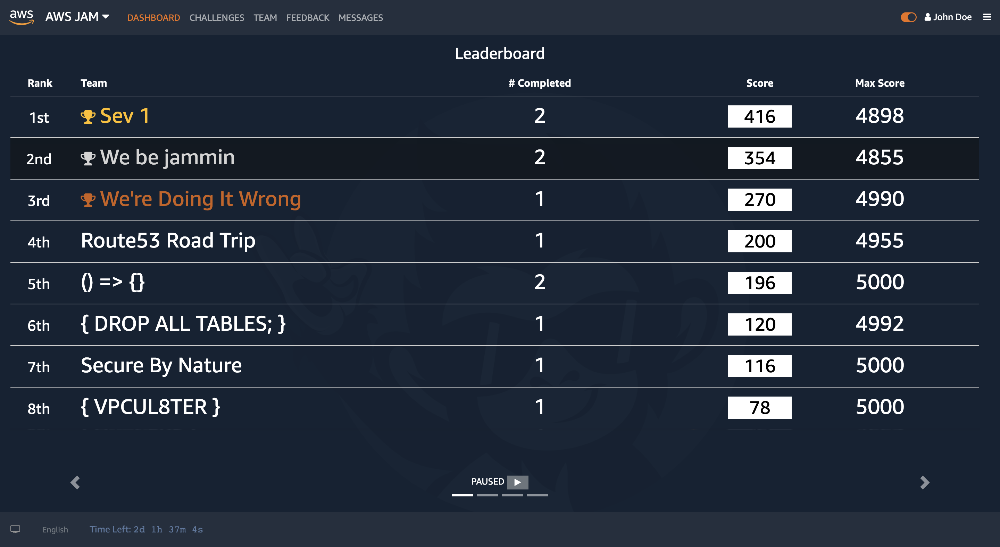 aws AWS JAM DASHBOARD CHALLENGES TEAM FEEDBACK MESSAGES John Doe
Leaderboard
Rank Team # Completed Score Max Score
1st Sev 1 2 416 4898
2nd We be jammin 2 354 4855
3rd We're Doing It Wrong 1 270 4990
4th Route53 Road Trip 1 200 4955
5th () => {} 2 196 5000
6th { DROP ALL TABLES; } 1 120 4992
7th Secure By Nature 1 116 5000
8th { VPCUL8TER } 1 78 5000
PAUSED
English Time Left: 2d 1h 37m 4s